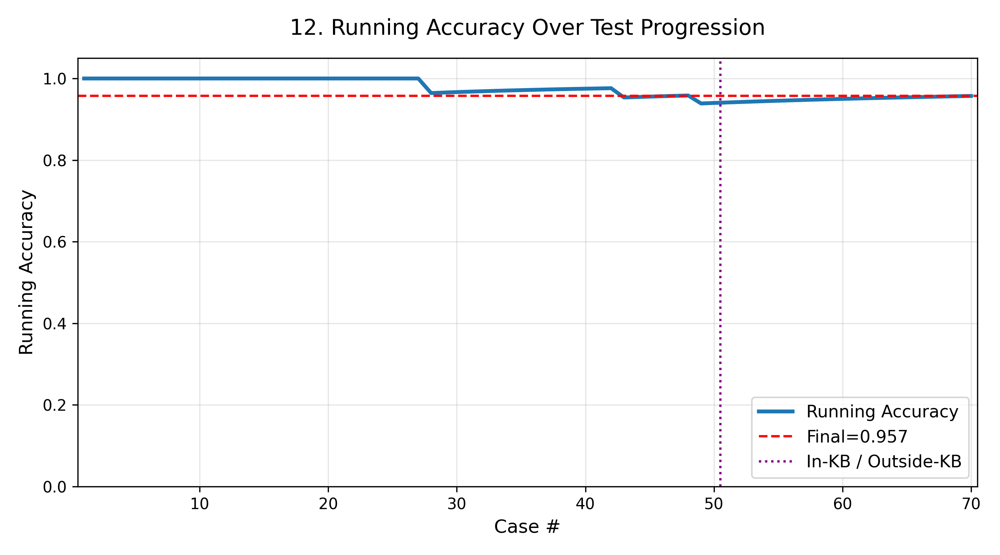 12. Running Accuracy Over Test Progression
Running Accuracy
1.0
0.8
0.6
0.4
0.2
0.0
10 20 30 40 50 60 70
Case #
Running Accuracy
Final=0.957
In-KB / Outside-KB